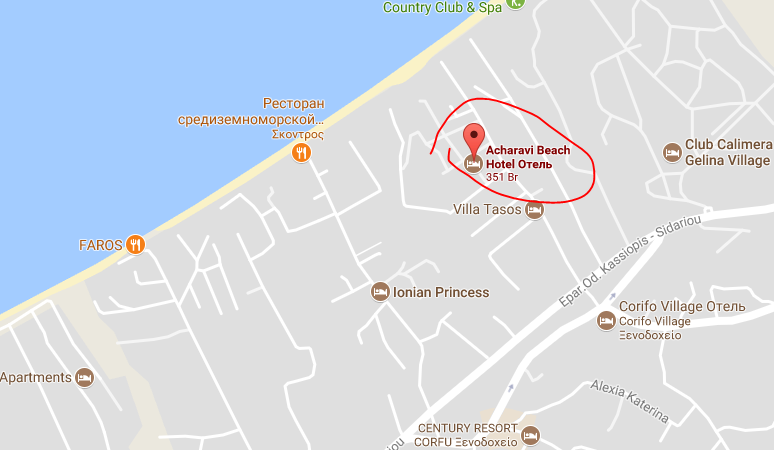 Country Club & Spa
Ресторан
средиземноморской...
Σκοντρος
Acharavi Beach
Hotel Отель
351 Br
Club Calimera
Gelina Village
Villa Tasos
FAROS
Epar.Od. Kassiopis - Sidariou
Ionian Princess
Corifo Village Отель
Corifo Village
Ξενοδοχείο
Apartments
Alexia Katerina
CENTURY RESORT
CORFU Ξενοδοχείο